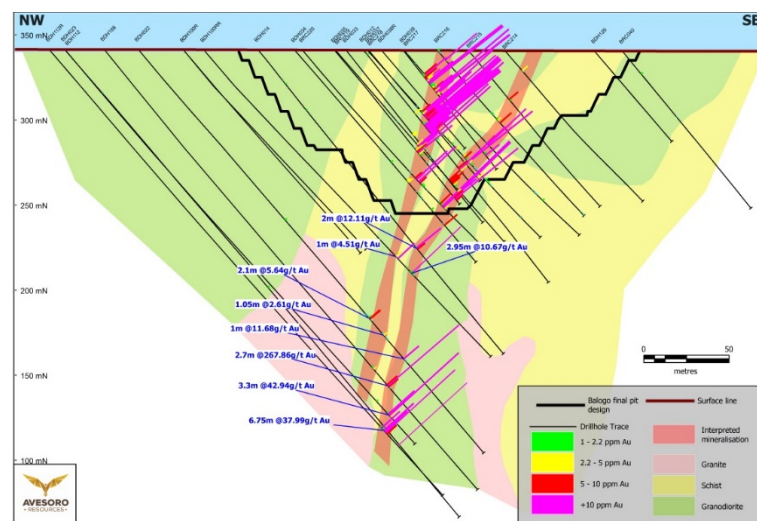 NW
SE
350 mN
300 mN
250 mN
200 mN
150 mN
100 mN
BRC216
BRC217
BRC214
2m @12.11g/t Au
1m @4.51g/t Au
2.95m @10.67g/t Au
2.1m @5.64g/t Au
1.05m @2.61g/t Au
1m @11.68g/t Au
2.7m @267.86g/t Au
3.3m @42.94g/t Au
6.75m @37.99g/t Au
0
50
metres
Balogo final pit
design
Surface line
Drillhole Trace
1 - 2.2 ppm Au
2.2 - 5 ppm Au
5 - 10 ppm Au
+10 ppm Au
Interpreted
mineralisation
Granite
Schist
Granodiorite
AVESORO
RESOURCES